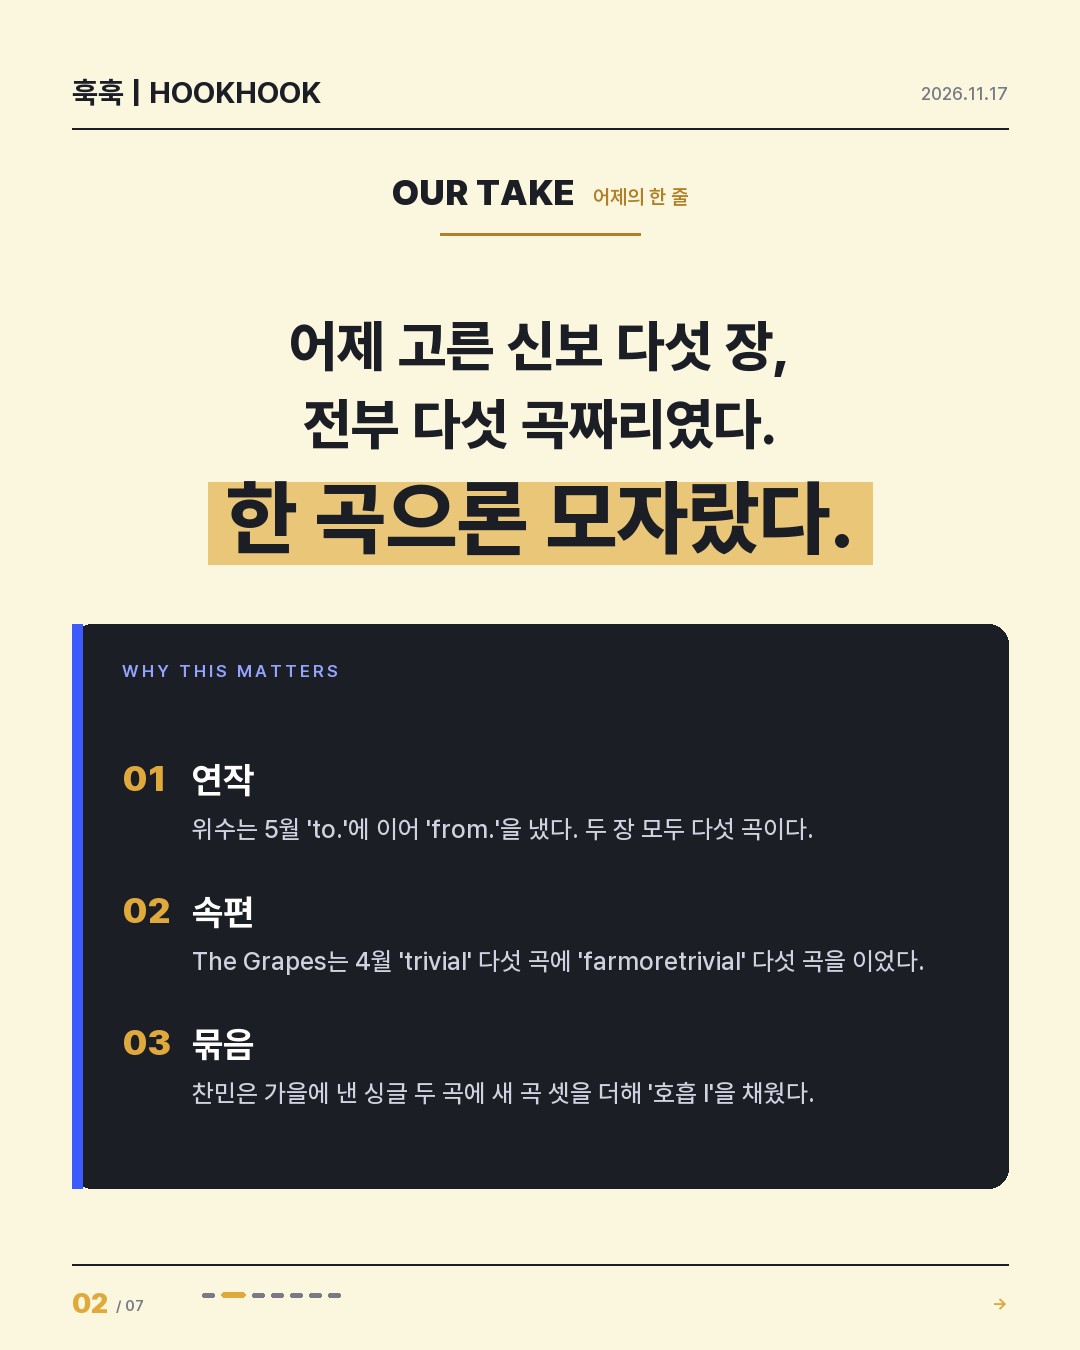 훅훅 | HOOKHOOK
2026.11.17
OUR TAKE 어제의 한 줄
어제 고른 신보 다섯 장,
전부 다섯 곡짜리였다.
한 곡으론 모자랐다.
WHY THIS MATTERS
01 연작
위수는 5월 'to.'에 이어 'from.'을 냈다. 두 장 모두 다섯 곡이다.
02 속편
The Grapes는 4월 'trivial' 다섯 곡에 'farmoretrivial' 다섯 곡을 이었다.
03 묶음
찬민은 가을에 낸 싱글 두 곡에 새 곡 셋을 더해 '호흡 I'을 채웠다.
02 / 07
→